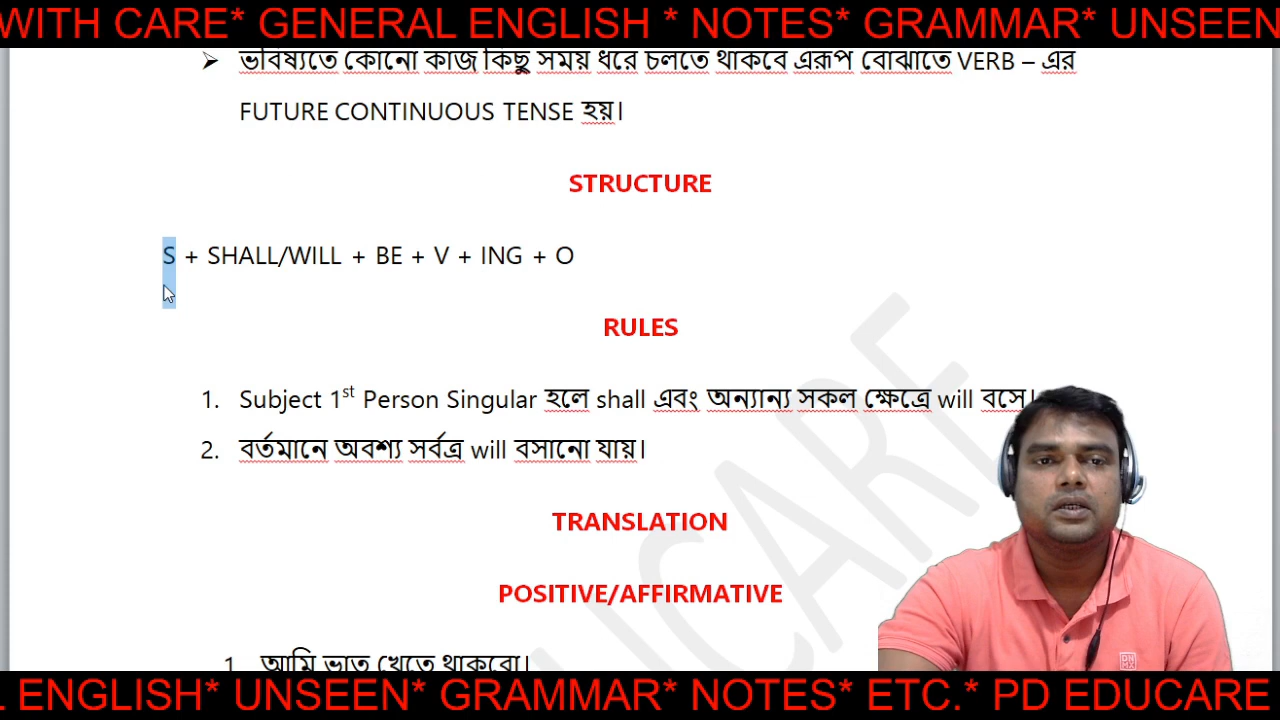 WITH CARE* GENERAL ENGLISH * NOTES* GRAMMAR* UNSEEN
➢ ভবিষ্যতে কোনো কাজ কিছু সময় ধরে চলতে থাকবে এরূপ বোঝাতে VERB – এর
FUTURE CONTINUOUS TENSE হয়।
STRUCTURE
S + SHALL/WILL + BE + V + ING + O
RULES
1. Subject 1st Person Singular হলে shall এবং অন্যান্য সকল ক্ষেত্রে will বসে।
2. বর্তমানে অবশ্য সর্বত্র will বসানো যায়।
TRANSLATION
POSITIVE/AFFIRMATIVE
1. আমি ভাত খেতে থাকবো।
ENGLISH* UNSEEN* GRAMMAR* NOTES* ETC.* PD EDUCARE